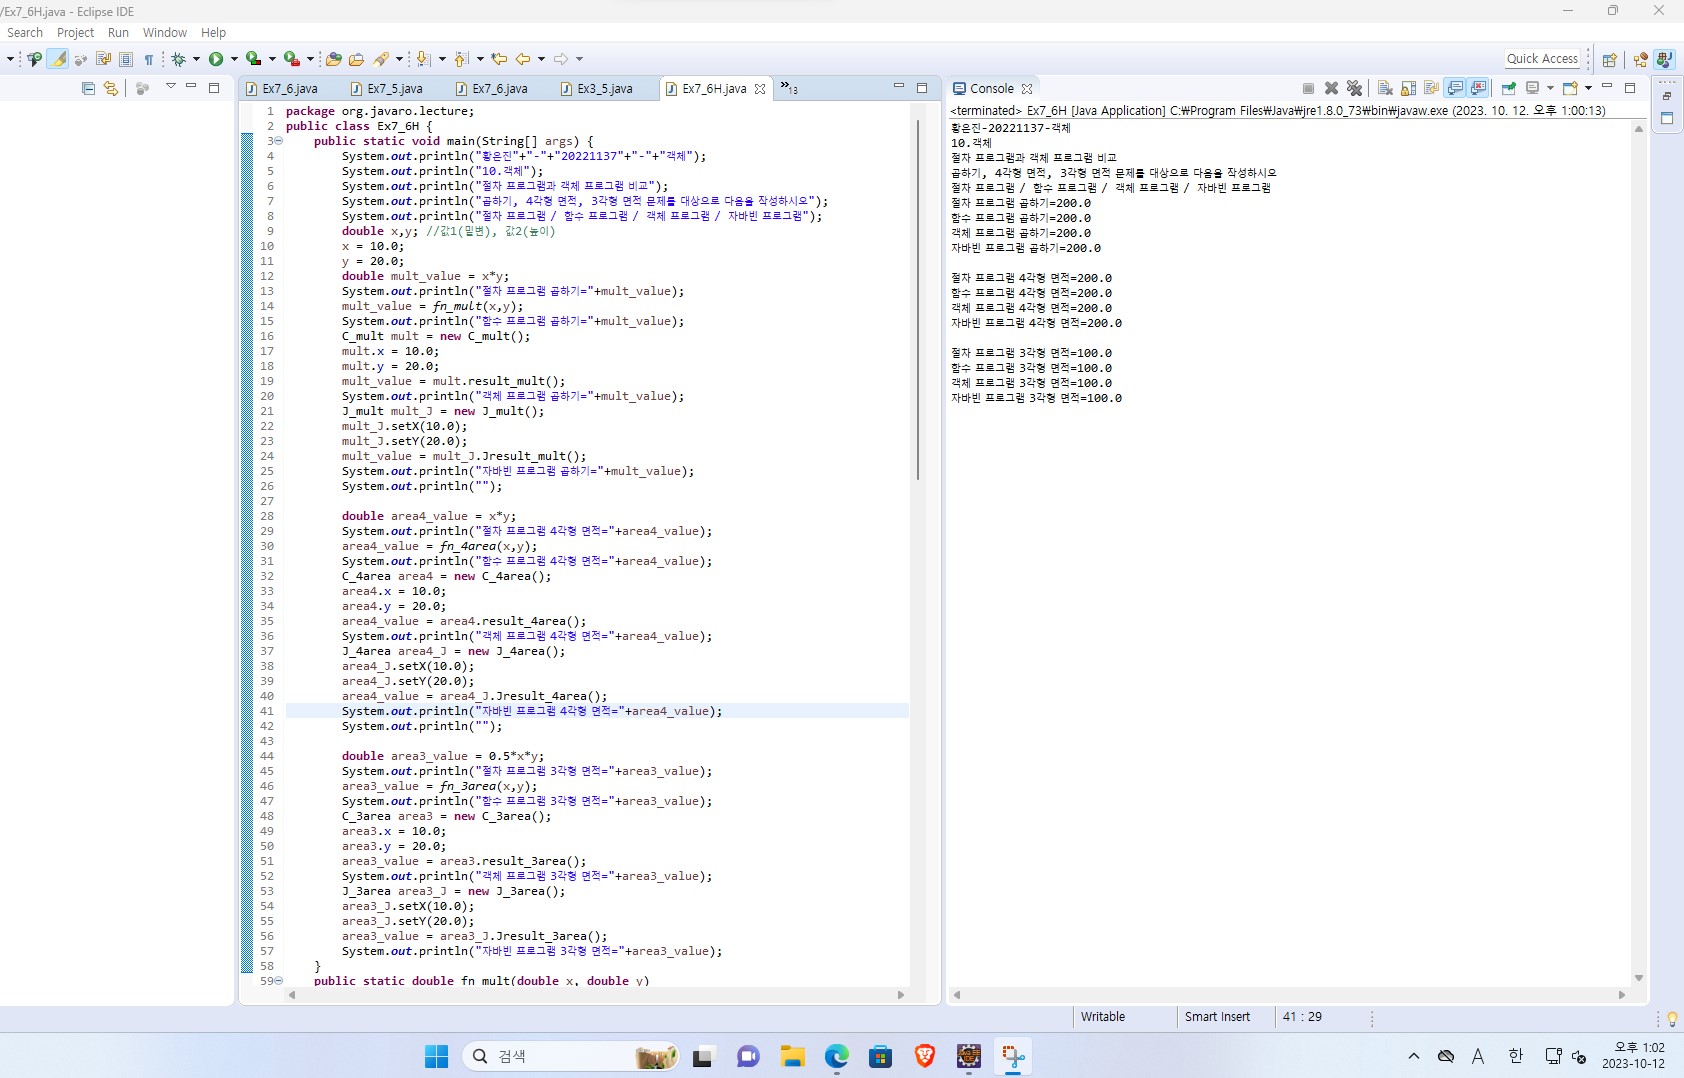 /Ex7_6H.java - Eclipse IDE
Search Project Run Window Help
Quick Access
Ex7_6.java Ex7_5.java Ex7_6.java Ex3_5.java Ex7_6H.java »13
1 package org.javaro.lecture;
2 public class Ex7_6H {
3 public static void main(String[] args) {
4 System.out.println("황은진"+"-"+"20221137"+"-"+"객체");
5 System.out.println("10.객체");
6 System.out.println("절차 프로그램과 객체 프로그램 비교");
7 System.out.println("곱하기, 4각형 면적, 3각형 면적 문제를 대상으로 다음을 작성하시오");
8 System.out.println("절차 프로그램 / 함수 프로그램 / 객체 프로그램 / 자바빈 프로그램");
9 double x,y; //값1(밑변), 값2(높이)
10 x = 10.0;
11 y = 20.0;
12 double mult_value = x*y;
13 System.out.println("절차 프로그램 곱하기="+mult_value);
14 mult_value = fn_mult(x,y);
15 System.out.println("함수 프로그램 곱하기="+mult_value);
16 C_mult mult = new C_mult();
17 mult.x = 10.0;
18 mult.y = 20.0;
19 mult_value = mult.result_mult();
20 System.out.println("객체 프로그램 곱하기="+mult_value);
21 J_mult mult_J = new J_mult();
22 mult_J.setX(10.0);
23 mult_J.setY(20.0);
24 mult_value = mult_J.Jresult_mult();
25 System.out.println("자바빈 프로그램 곱하기="+mult_value);
26 System.out.println("");
27
28 double area4_value = x*y;
29 System.out.println("절차 프로그램 4각형 면적="+area4_value);
30 area4_value = fn_4area(x,y);
31 System.out.println("함수 프로그램 4각형 면적="+area4_value);
32 C_4area area4 = new C_4area();
33 area4.x = 10.0;
34 area4.y = 20.0;
35 area4_value = area4.result_4area();
36 System.out.println("객체 프로그램 4각형 면적="+area4_value);
37 J_4area area4_J = new J_4area();
38 area4_J.setX(10.0);
39 area4_J.setY(20.0);
40 area4_value = area4_J.Jresult_4area();
41 System.out.println("자바빈 프로그램 4각형 면적="+area4_value);
42 System.out.println("");
43
44 double area3_value = 0.5*x*y;
45 System.out.println("절차 프로그램 3각형 면적="+area3_value);
46 area3_value = fn_3area(x,y);
47 System.out.println("함수 프로그램 3각형 면적="+area3_value);
48 C_3area area3 = new C_3area();
49 area3.x = 10.0;
50 area3.y = 20.0;
51 area3_value = area3.result_3area();
52 System.out.println("객체 프로그램 3각형 면적="+area3_value);
53 J_3area area3_J = new J_3area();
54 area3_J.setX(10.0);
55 area3_J.setY(20.0);
56 area3_value = area3_J.Jresult_3area();
57 System.out.println("자바빈 프로그램 3각형 면적="+area3_value);
58 }
59 public static double fn_mult(double x, double y)
Console
<terminated> Ex7_6H [Java Application] C:₩Program Files₩Java₩jre1.8.0_73₩bin₩javaw.exe (2023. 10. 12. 오후 1:00:13)
황은진-20221137-객체
10.객체
절차 프로그램과 객체 프로그램 비교
곱하기, 4각형 면적, 3각형 면적 문제를 대상으로 다음을 작성하시오
절차 프로그램 / 함수 프로그램 / 객체 프로그램 / 자바빈 프로그램
절차 프로그램 곱하기=200.0
함수 프로그램 곱하기=200.0
객체 프로그램 곱하기=200.0
자바빈 프로그램 곱하기=200.0

절차 프로그램 4각형 면적=200.0
함수 프로그램 4각형 면적=200.0
객체 프로그램 4각형 면적=200.0
자바빈 프로그램 4각형 면적=200.0

절차 프로그램 3각형 면적=100.0
함수 프로그램 3각형 면적=100.0
객체 프로그램 3각형 면적=100.0
자바빈 프로그램 3각형 면적=100.0
Writable Smart Insert 41 : 29
검색
A 한 오후 1:02
2023-10-12